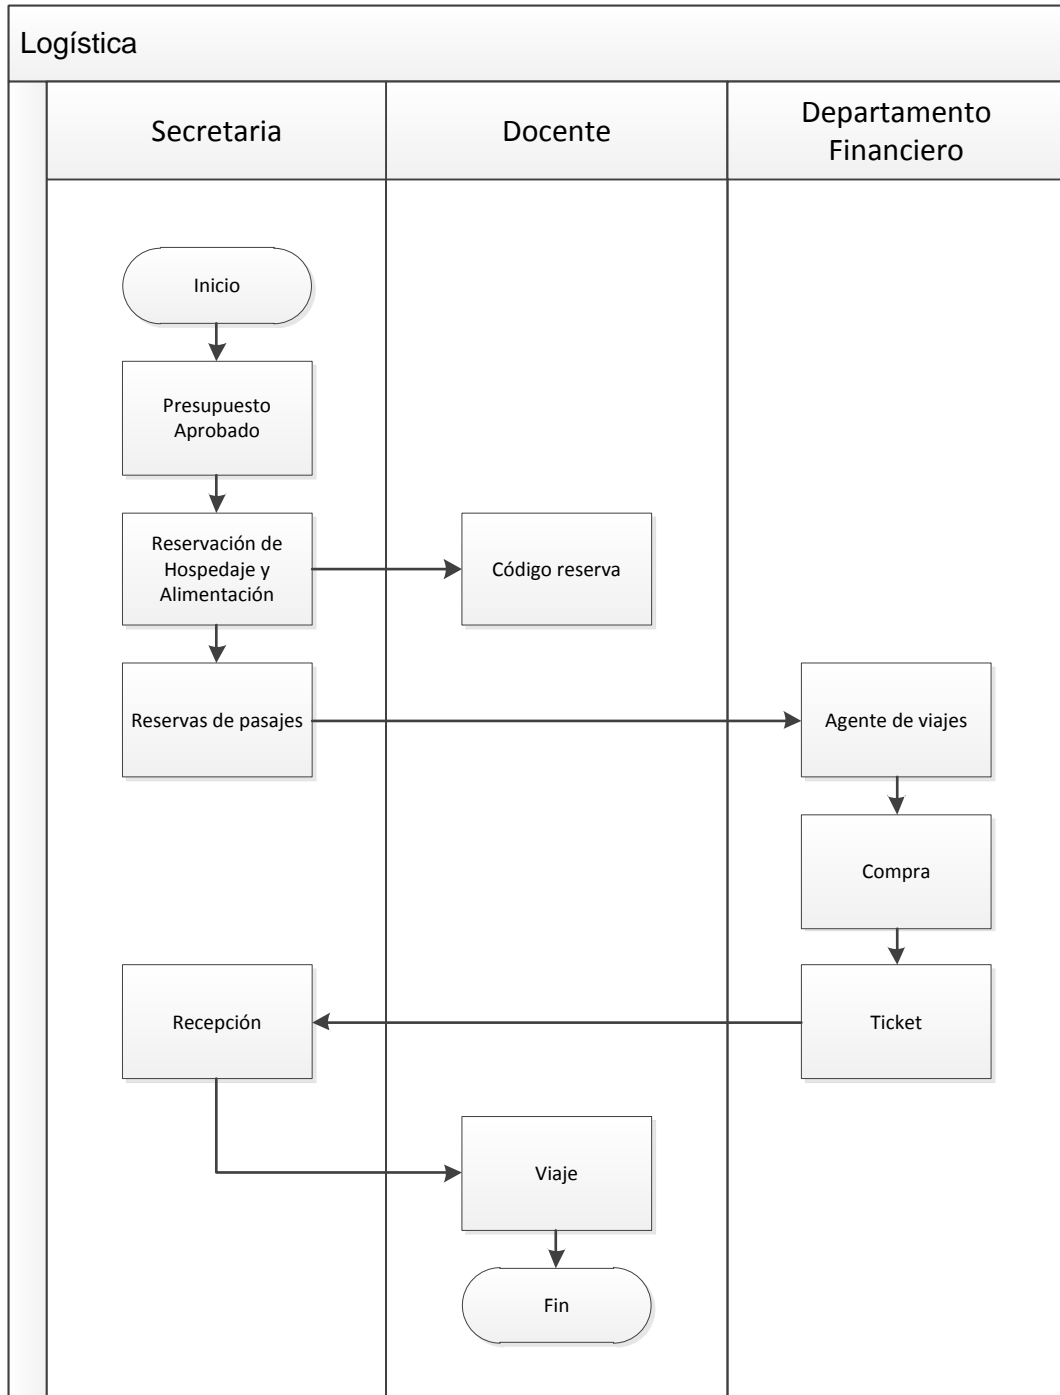 Logística
Secretaria
Docente
Departamento
Financiero
Inicio
Presupuesto
Aprobado
Reservación de
Hospedaje y
Alimentación
Código reserva
Reservas de pasajes
Agente de viajes
Compra
Recepción
Ticket
Viaje
Fin